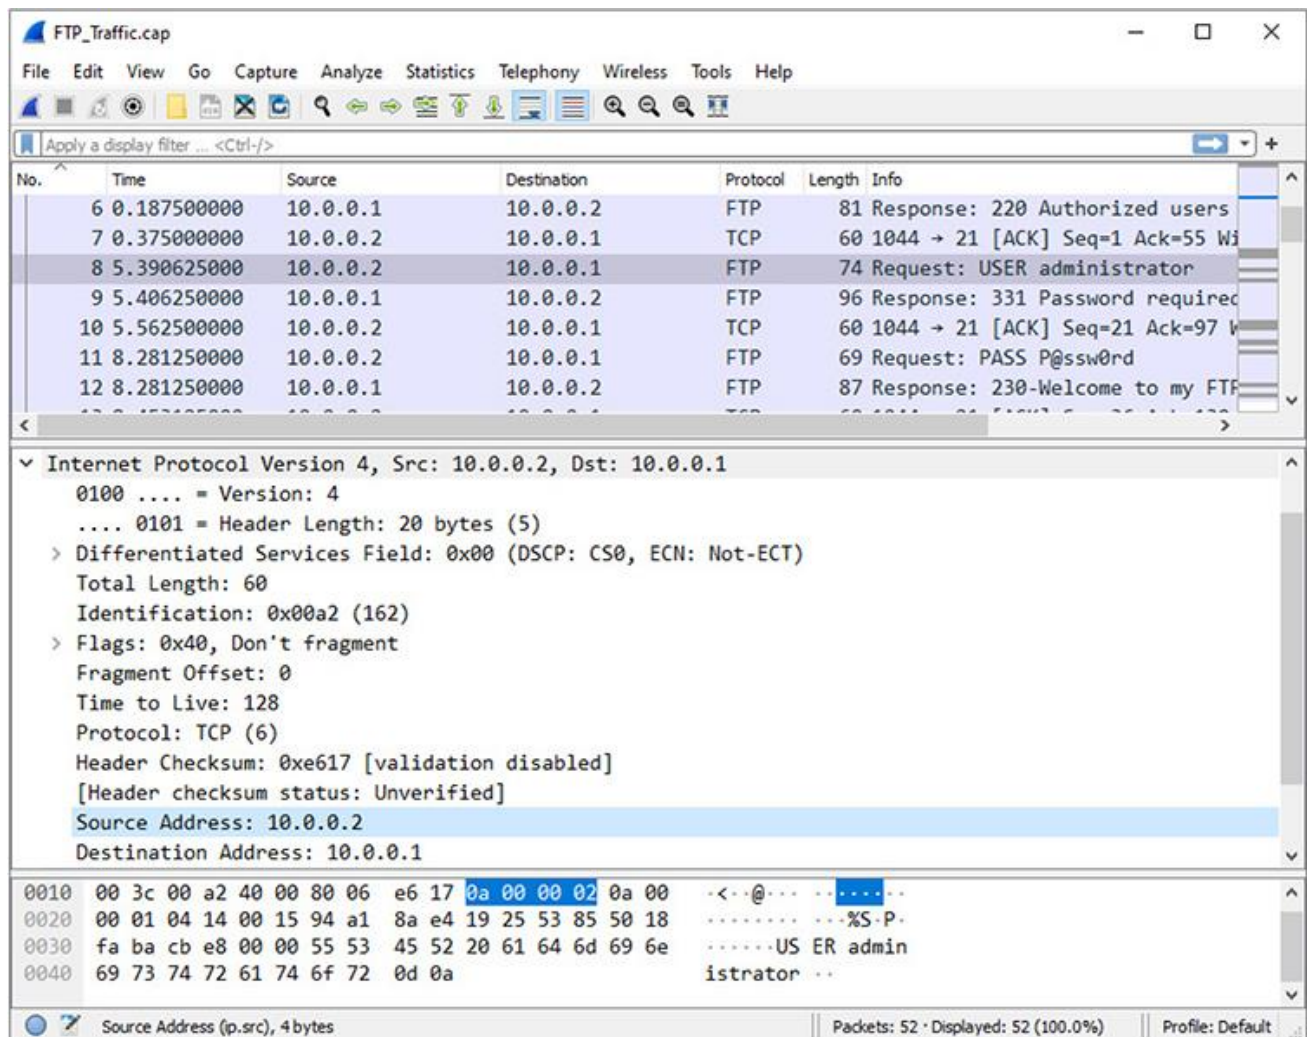 FTP_Traffic.cap
File Edit View Go Capture Analyze Statistics Telephony Wireless Tools Help
Apply a display filter ... <Ctrl-/>
No. Time Source Destination Protocol Length Info
6 0.187500000 10.0.0.1 10.0.0.2 FTP 81 Response: 220 Authorized users
7 0.375000000 10.0.0.2 10.0.0.1 TCP 60 1044 → 21 [ACK] Seq=1 Ack=55 Wi
8 5.390625000 10.0.0.2 10.0.0.1 FTP 74 Request: USER administrator
9 5.406250000 10.0.0.1 10.0.0.2 FTP 96 Response: 331 Password required
10 5.562500000 10.0.0.2 10.0.0.1 TCP 60 1044 → 21 [ACK] Seq=21 Ack=97 W
11 8.281250000 10.0.0.2 10.0.0.1 FTP 69 Request: PASS P@ssw0rd
12 8.281250000 10.0.0.1 10.0.0.2 FTP 87 Response: 230-Welcome to my FTP
Internet Protocol Version 4, Src: 10.0.0.2, Dst: 10.0.0.1
0100 .... = Version: 4
.... 0101 = Header Length: 20 bytes (5)
Differentiated Services Field: 0x00 (DSCP: CS0, ECN: Not-ECT)
Total Length: 60
Identification: 0x00a2 (162)
Flags: 0x40, Don't fragment
Fragment Offset: 0
Time to Live: 128
Protocol: TCP (6)
Header Checksum: 0xe617 [validation disabled]
[Header checksum status: Unverified]
Source Address: 10.0.0.2
Destination Address: 10.0.0.1
0010 00 3c 00 a2 40 00 80 06 e6 17 0a 00 00 02 0a 00 ·<··@··· ········
0020 00 01 04 14 00 15 94 a1 8a e4 19 25 53 85 50 18 ········ ···%S·P·
0030 fa ba cb e8 00 00 55 53 45 52 20 61 64 6d 69 6e ······US ER admin
0040 69 73 74 72 61 74 6f 72 0d 0a istrator ··
Source Address (ip.src), 4 bytes Packets: 52 · Displayed: 52 (100.0%) Profile: Default